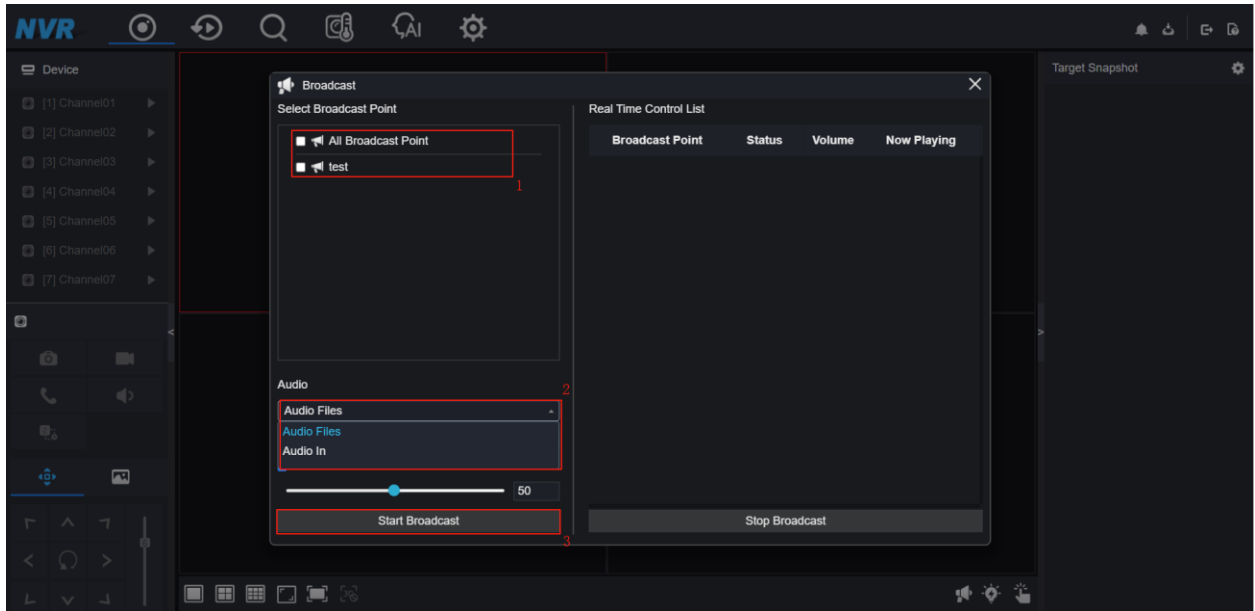 NVR
AI
Device
[1] Channel01
[2] Channel02
[3] Channel03
[4] Channel04
[5] Channel05
[6] Channel06
[7] Channel07
Broadcast
Select Broadcast Point
All Broadcast Point
test
1
Audio
2
Audio Files
Audio Files
Audio In
50
Start Broadcast
3
Real Time Control List
Broadcast Point Status Volume Now Playing
Stop Broadcast
Target Snapshot